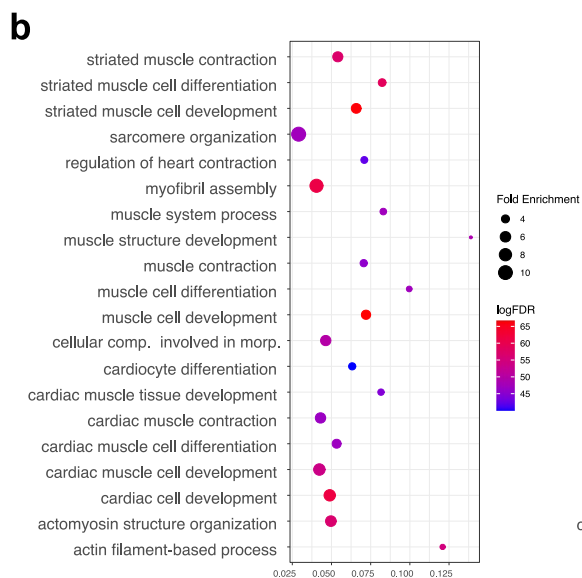 b
striated muscle contraction
striated muscle cell differentiation
striated muscle cell development
sarcomere organization
regulation of heart contraction
myofibril assembly
muscle system process
muscle structure development
muscle contraction
muscle cell differentiation
muscle cell development
cellular comp. involved in morp.
cardiocyte differentiation
cardiac muscle tissue development
cardiac muscle contraction
cardiac muscle cell differentiation
cardiac muscle cell development
cardiac cell development
actomyosin structure organization
actin filament-based process
0.025 0.050 0.075 0.100 0.125
Fold Enrichment
4
6
8
10
logFDR
65
60
55
50
45